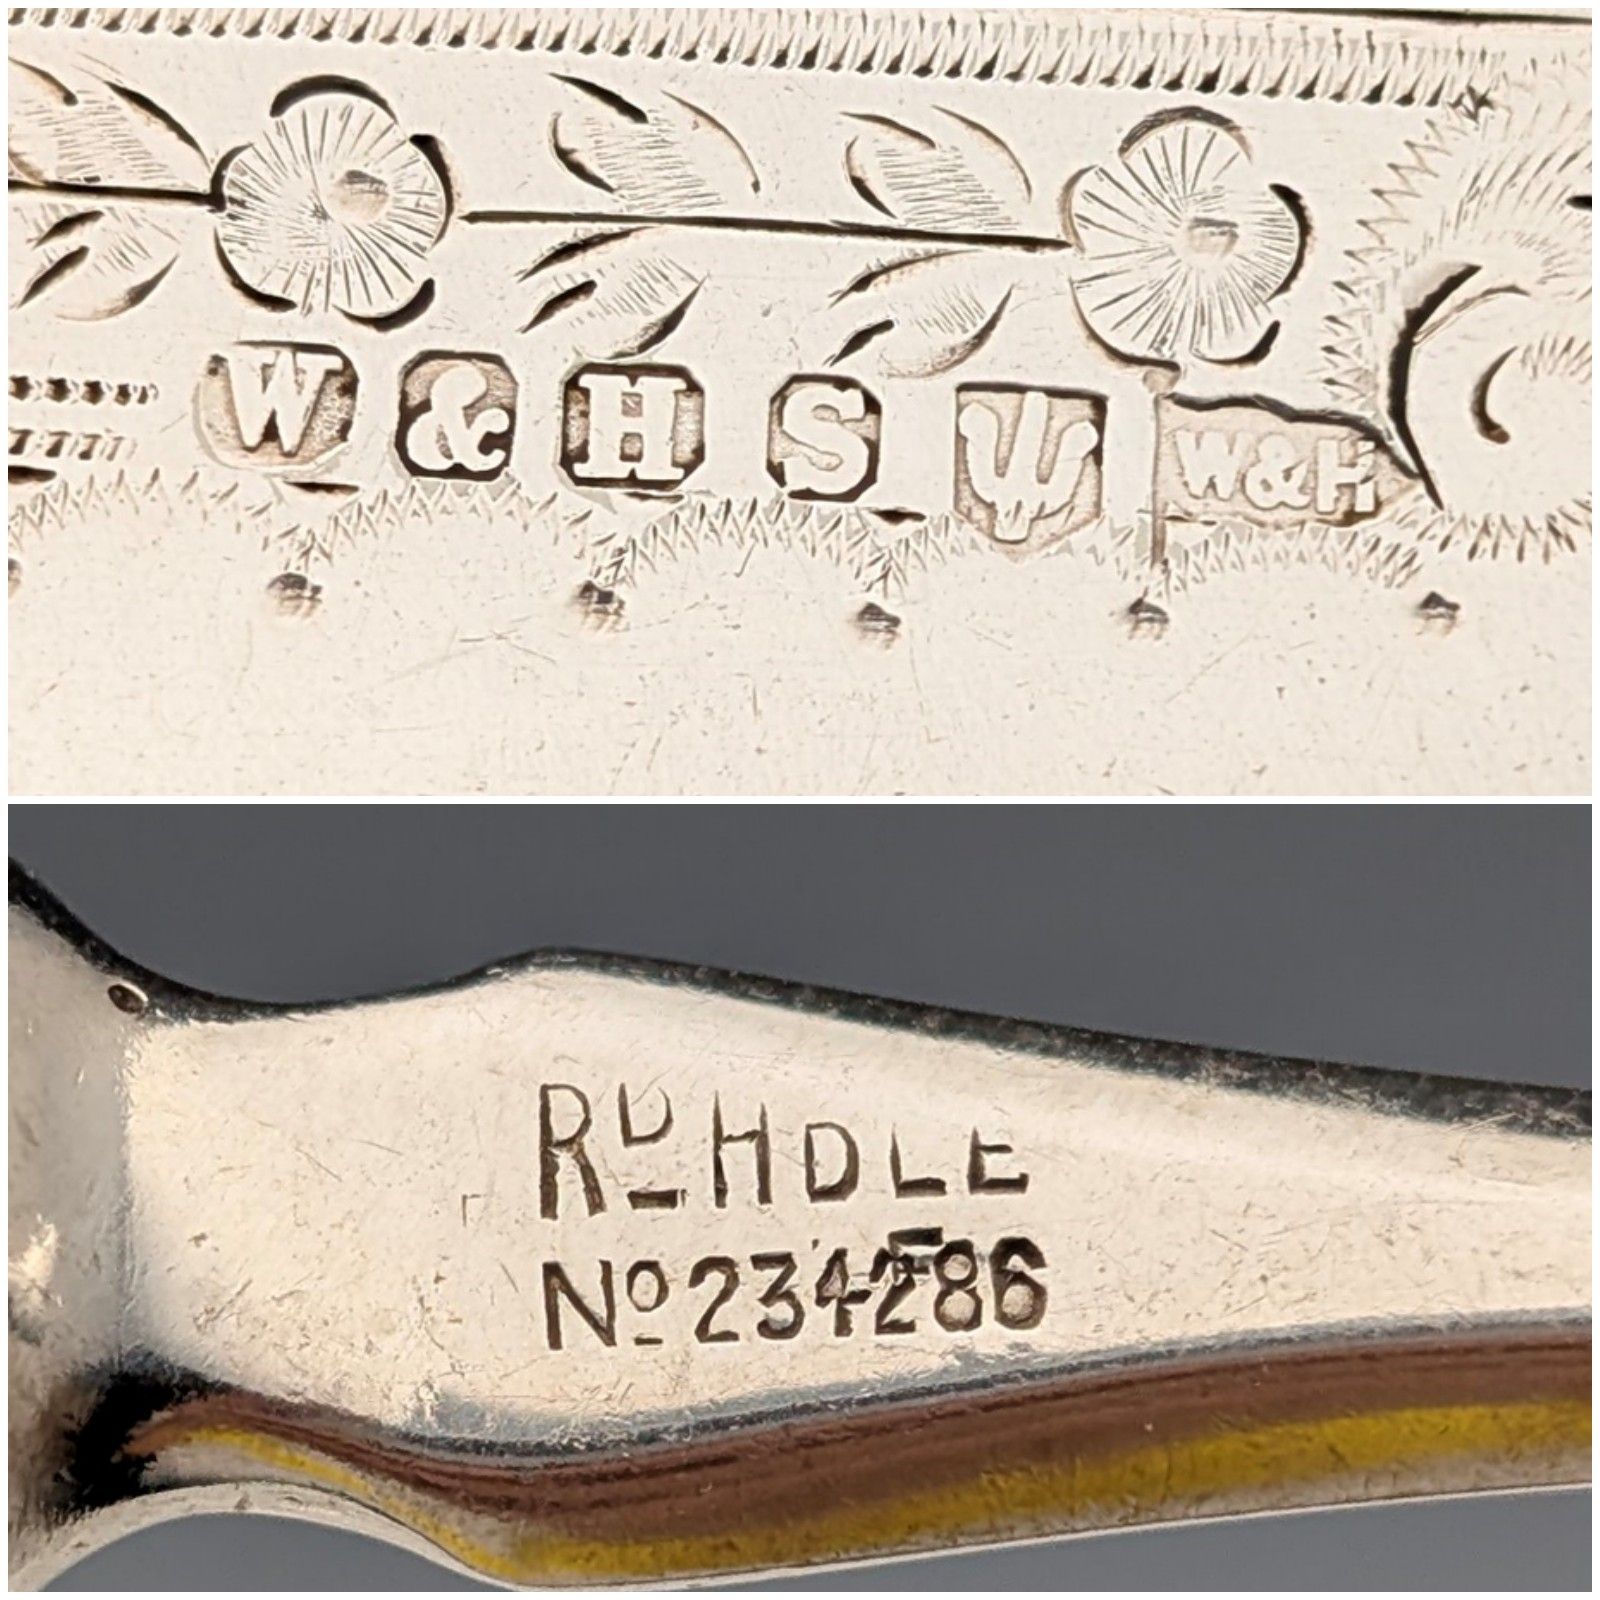 W & H S W&H
RD HDLE
No 234286